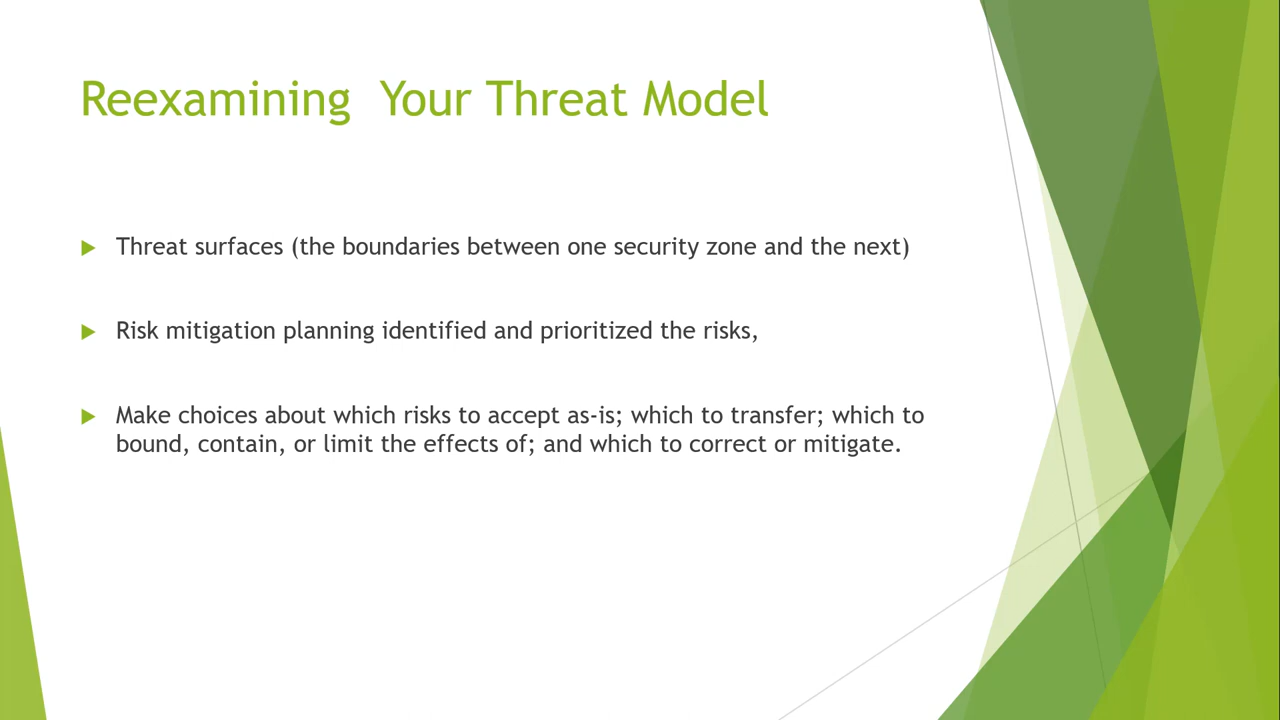 Reexamining  Your Threat Model
Threat surfaces (the boundaries between one security zone and the next)
Risk mitigation planning identified and prioritized the risks,
Make choices about which risks to accept as-is; which to transfer; which to
bound, contain, or limit the effects of; and which to correct or mitigate.